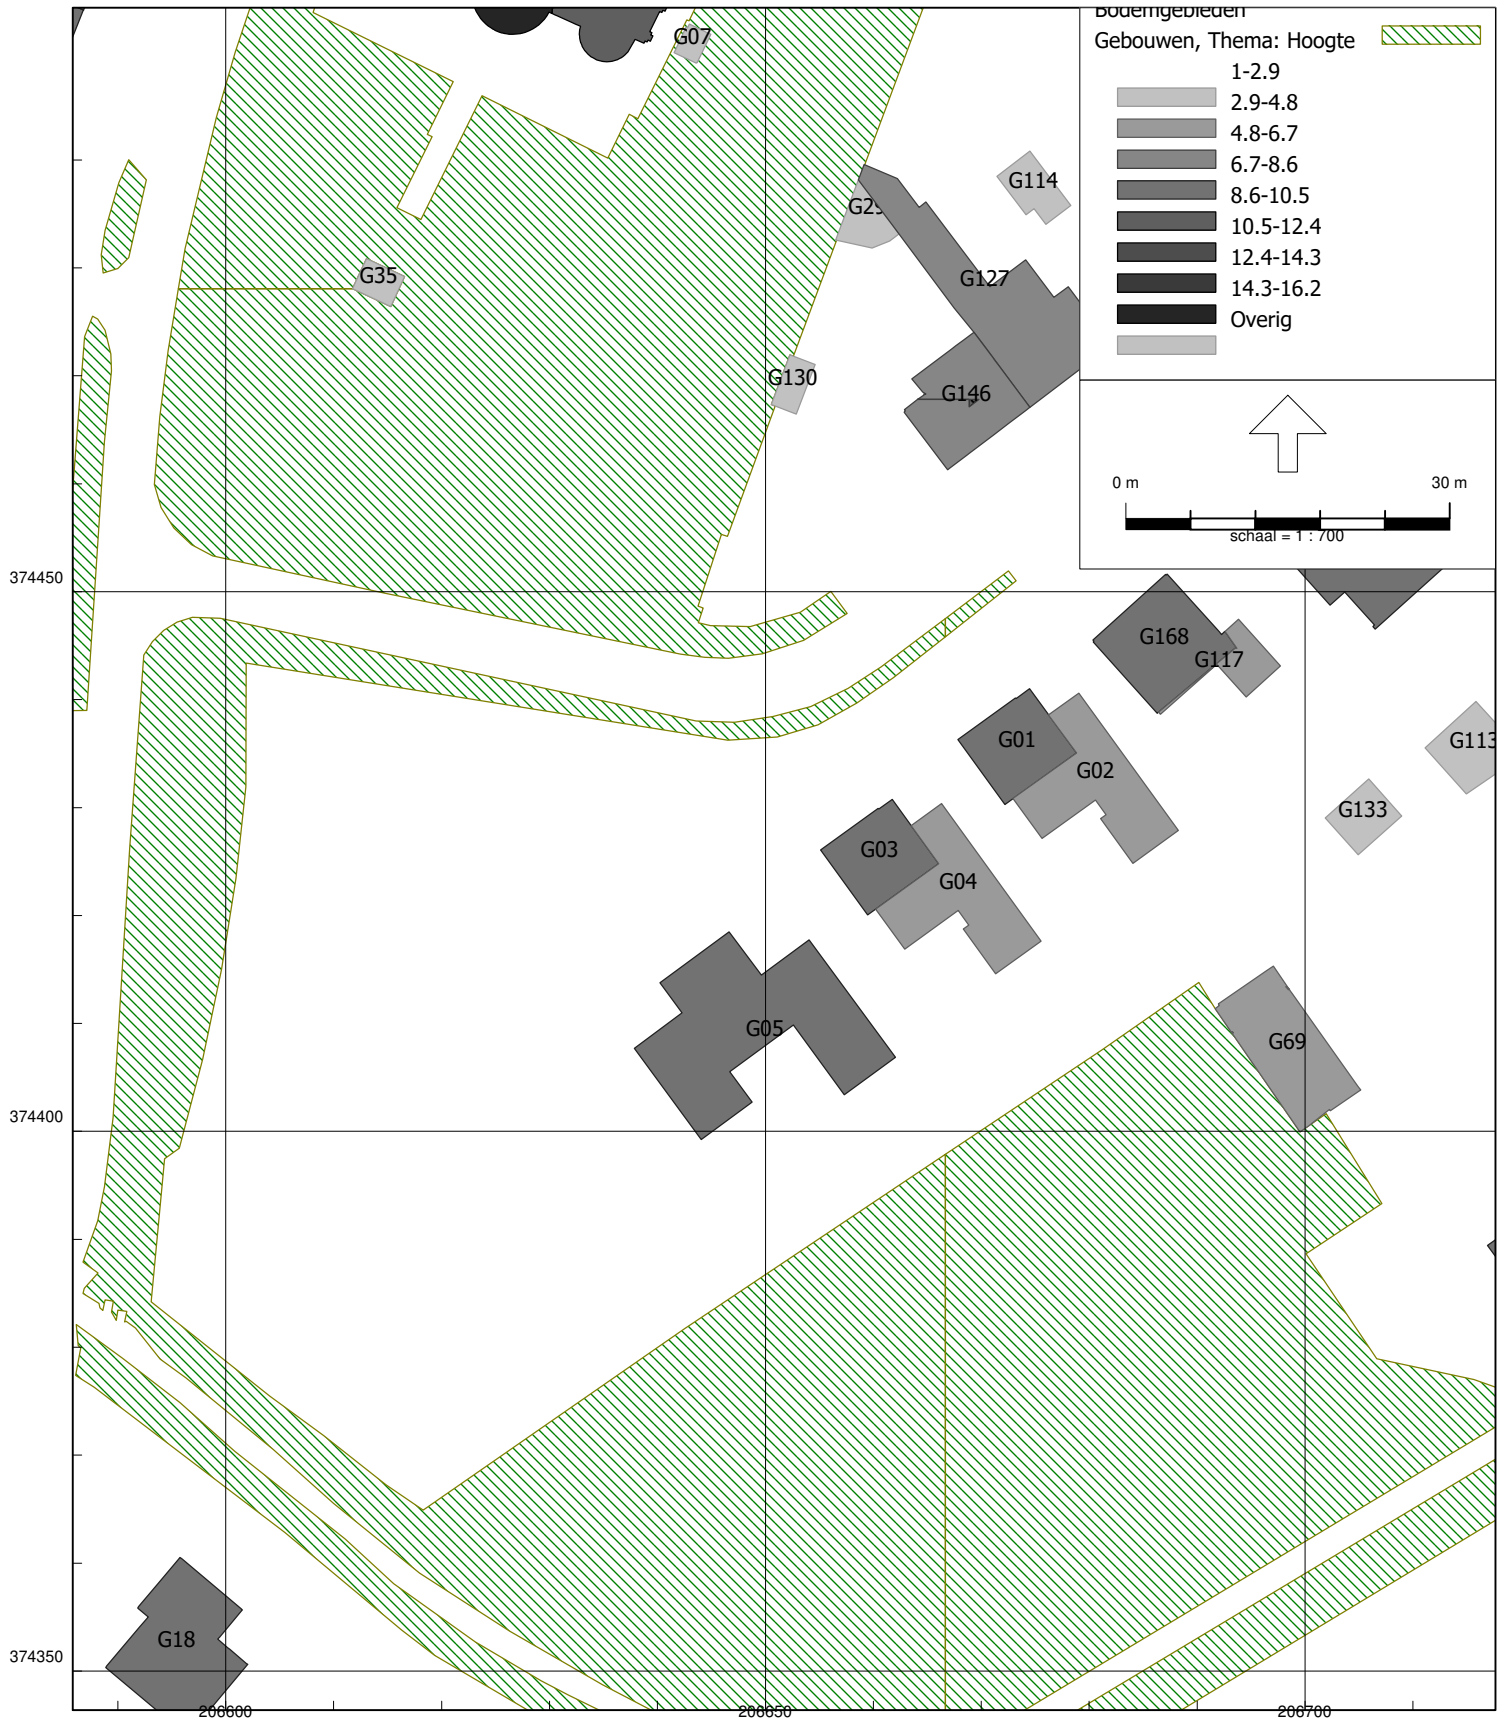 Bodemgebieden
Gebouwen, Thema: Hoogte
1-2.9
2.9-4.8
4.8-6.7
6.7-8.6
8.6-10.5
10.5-12.4
12.4-14.3
14.3-16.2
Overig
0 m 30 m
schaal = 1 : 700
G07
G114
G29
G35
G127
G130
G146
374450
G168
G117
G01
G113
G02
G133
G03
G04
G05
G69
374400
G18
374350
206600 206650 206700